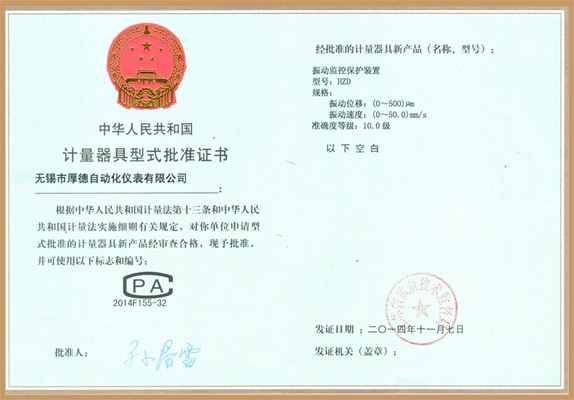 中华人民共和国
计量器具型式批准证书
无锡市厚德自动化仪表有限公司
：
根据中华人民共和国计量法第十三条和中华人民
共和国计量法实施细则有关规定，对你单位申请型
式批准的计量器具新产品经审查合格，现予批准，
并可使用以下标志和编号：
CPA
2014F155-32
批准人：
经批准的计量器具新产品（名称、型号）：
振动监控保护装置
型号：HZD
规格：
振动位移：(0～500)μm
振动速度：(0～50.0)mm/s
准确度等级：10.0 级
以下空白
发证日期：二〇一四年十一月七日
发证机关（盖章）：